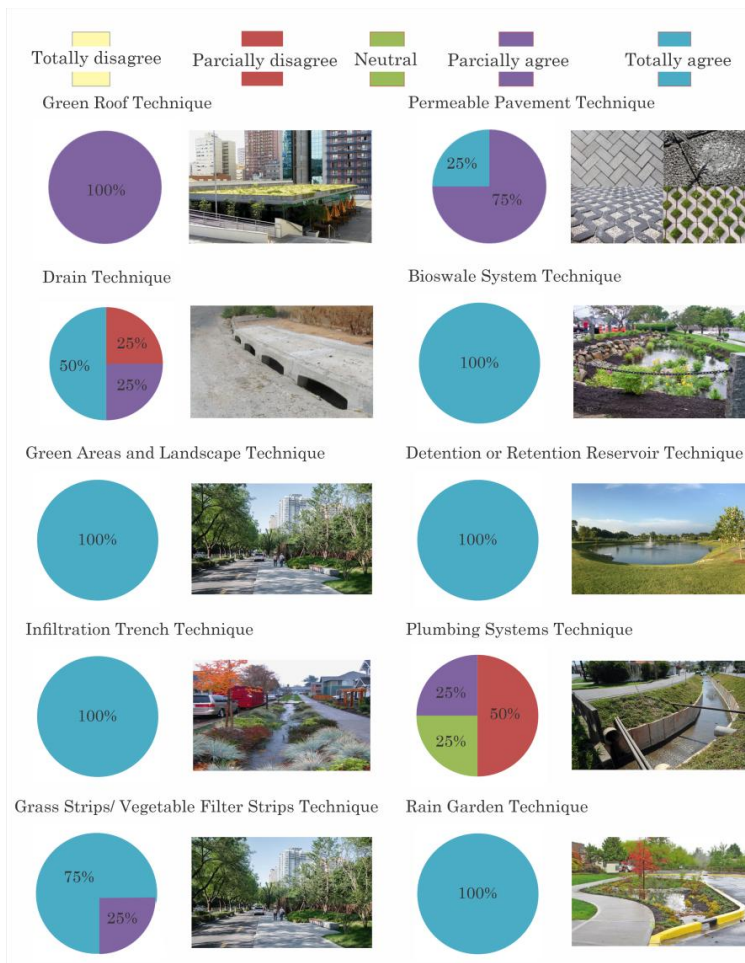 Totally disagree
Parcially disagree
Neutral
Parcially agree
Totally agree
Green Roof Technique
Permeable Pavement Technique
100%
25%
75%
Drain Technique
Bioswale System Technique
50%
25%
25%
100%
Green Areas and Landscape Technique
Detention or Retention Reservoir Technique
100%
100%
Infiltration Trench Technique
Plumbing Systems Technique
100%
25%
50%
25%
Grass Strips/ Vegetable Filter Strips Technique
Rain Garden Technique
75%
25%
100%